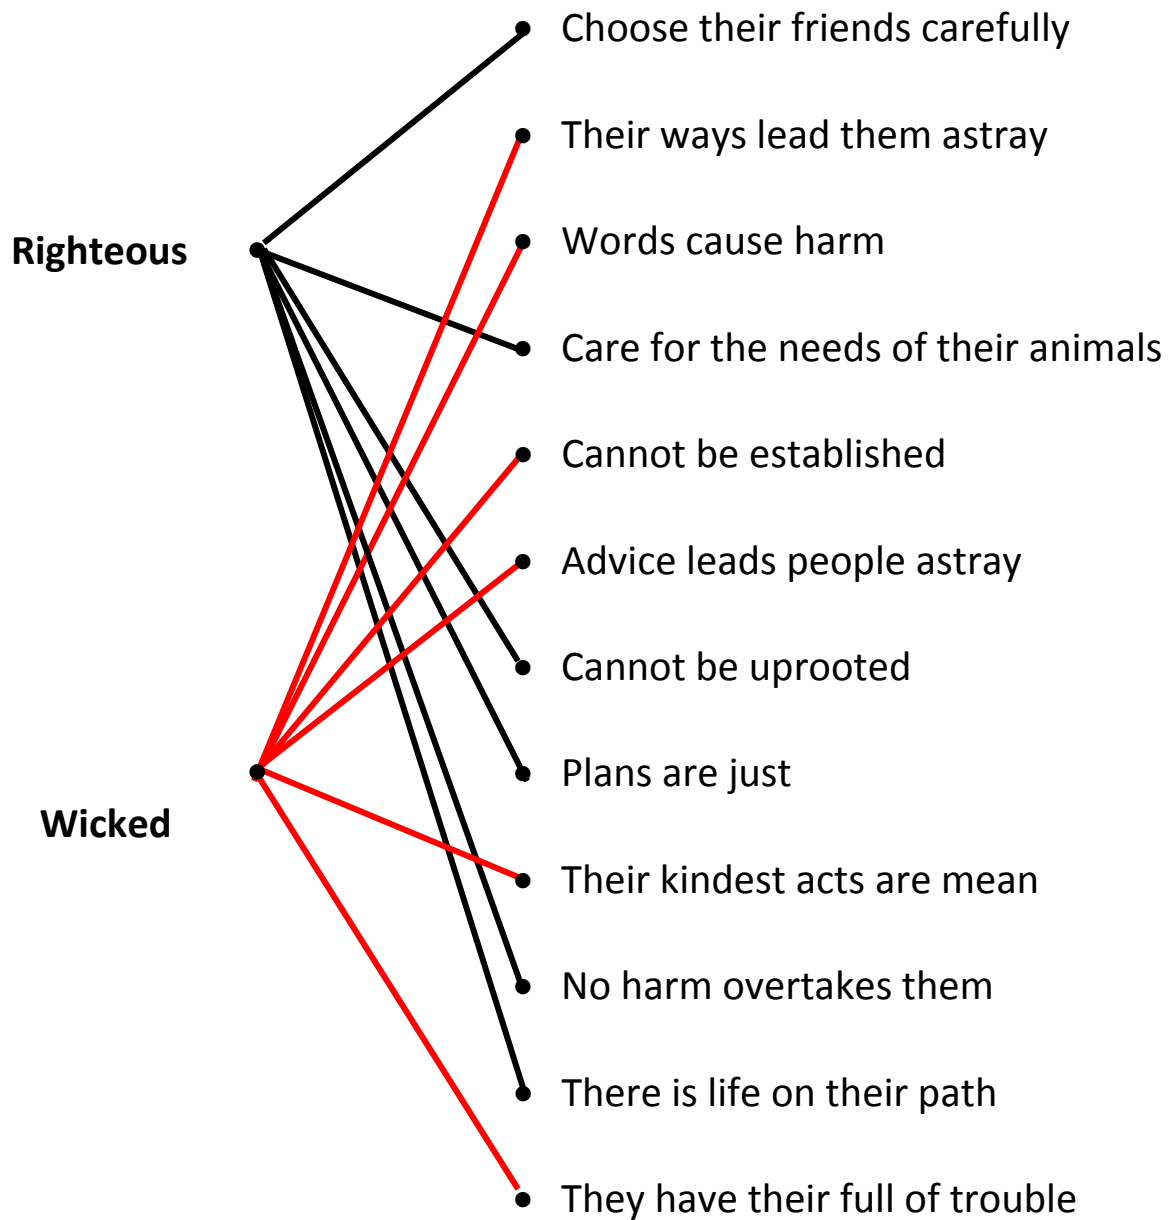 Choose their friends carefully
Their ways lead them astray
Righteous
Words cause harm
Care for the needs of their animals
Cannot be established
Advice leads people astray
Cannot be uprooted
Plans are just
Wicked
Their kindest acts are mean
No harm overtakes them
There is life on their path
They have their full of trouble